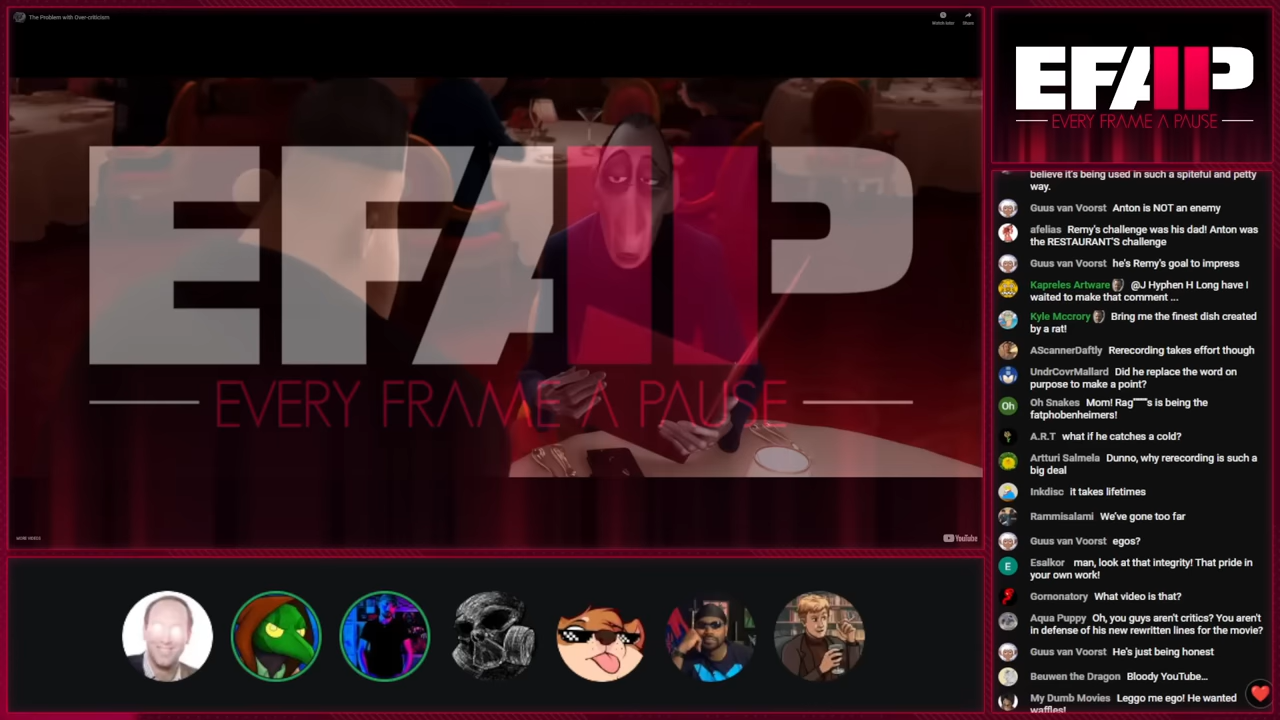 The Problem with Over-criticism
Watch later
Share
EFAP
EVERY FRAME A PAUSE
MORE VIDEOS
YouTube
EFAP
EVERY FRAME A PAUSE
believe it's being used in such a spiteful and petty
way.
Guus van Voorst Anton is NOT an enemy
afelias Remy's challenge was his dad! Anton
was the RESTAURANT'S challenge
Guus van Voorst he's Remy's goal to impress
Kapreles Artware @J Hyphen H Long have I
waited to make that comment ...
Kyle Mccrory Bring me the finest dish created
by a rat!
AScannerDaftly Rerecording takes effort though
UndrCovrMallard Did he replace the word on
purpose to make a point?
Oh
Oh Snakes Mom! Rag"""s is being the
fatphobenheimers!
A.R.T what if he catches a cold?
Artturi Salmela Dunno, why rerecording is such a
big deal
Inkdisc it takes lifetimes
Rammisalami We've gone too far
Guus van Voorst egos?
E
Esalkor man, look at that integrity! That pride in
your own work!
Gornonatory What video is that?
Aqua Puppy Oh, you guys aren't critics? You aren't
in defense of his new rewritten lines for the movie?
Guus van Voorst He's just being honest
Beuwen the Dragon Bloody YouTube...
My Dumb Movies Leggo me ego! He wanted
waffles!